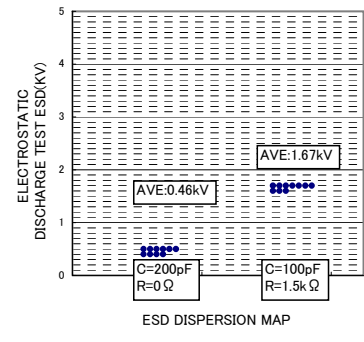 ELECTROSTATIC
DISCHARGE TEST ESD(KV)
5
4
3
2
1
0
AVE:0.46kV
AVE:1.67kV
C=200pF
R=0Ω
C=100pF
R=1.5kΩ
ESD DISPERSION MAP